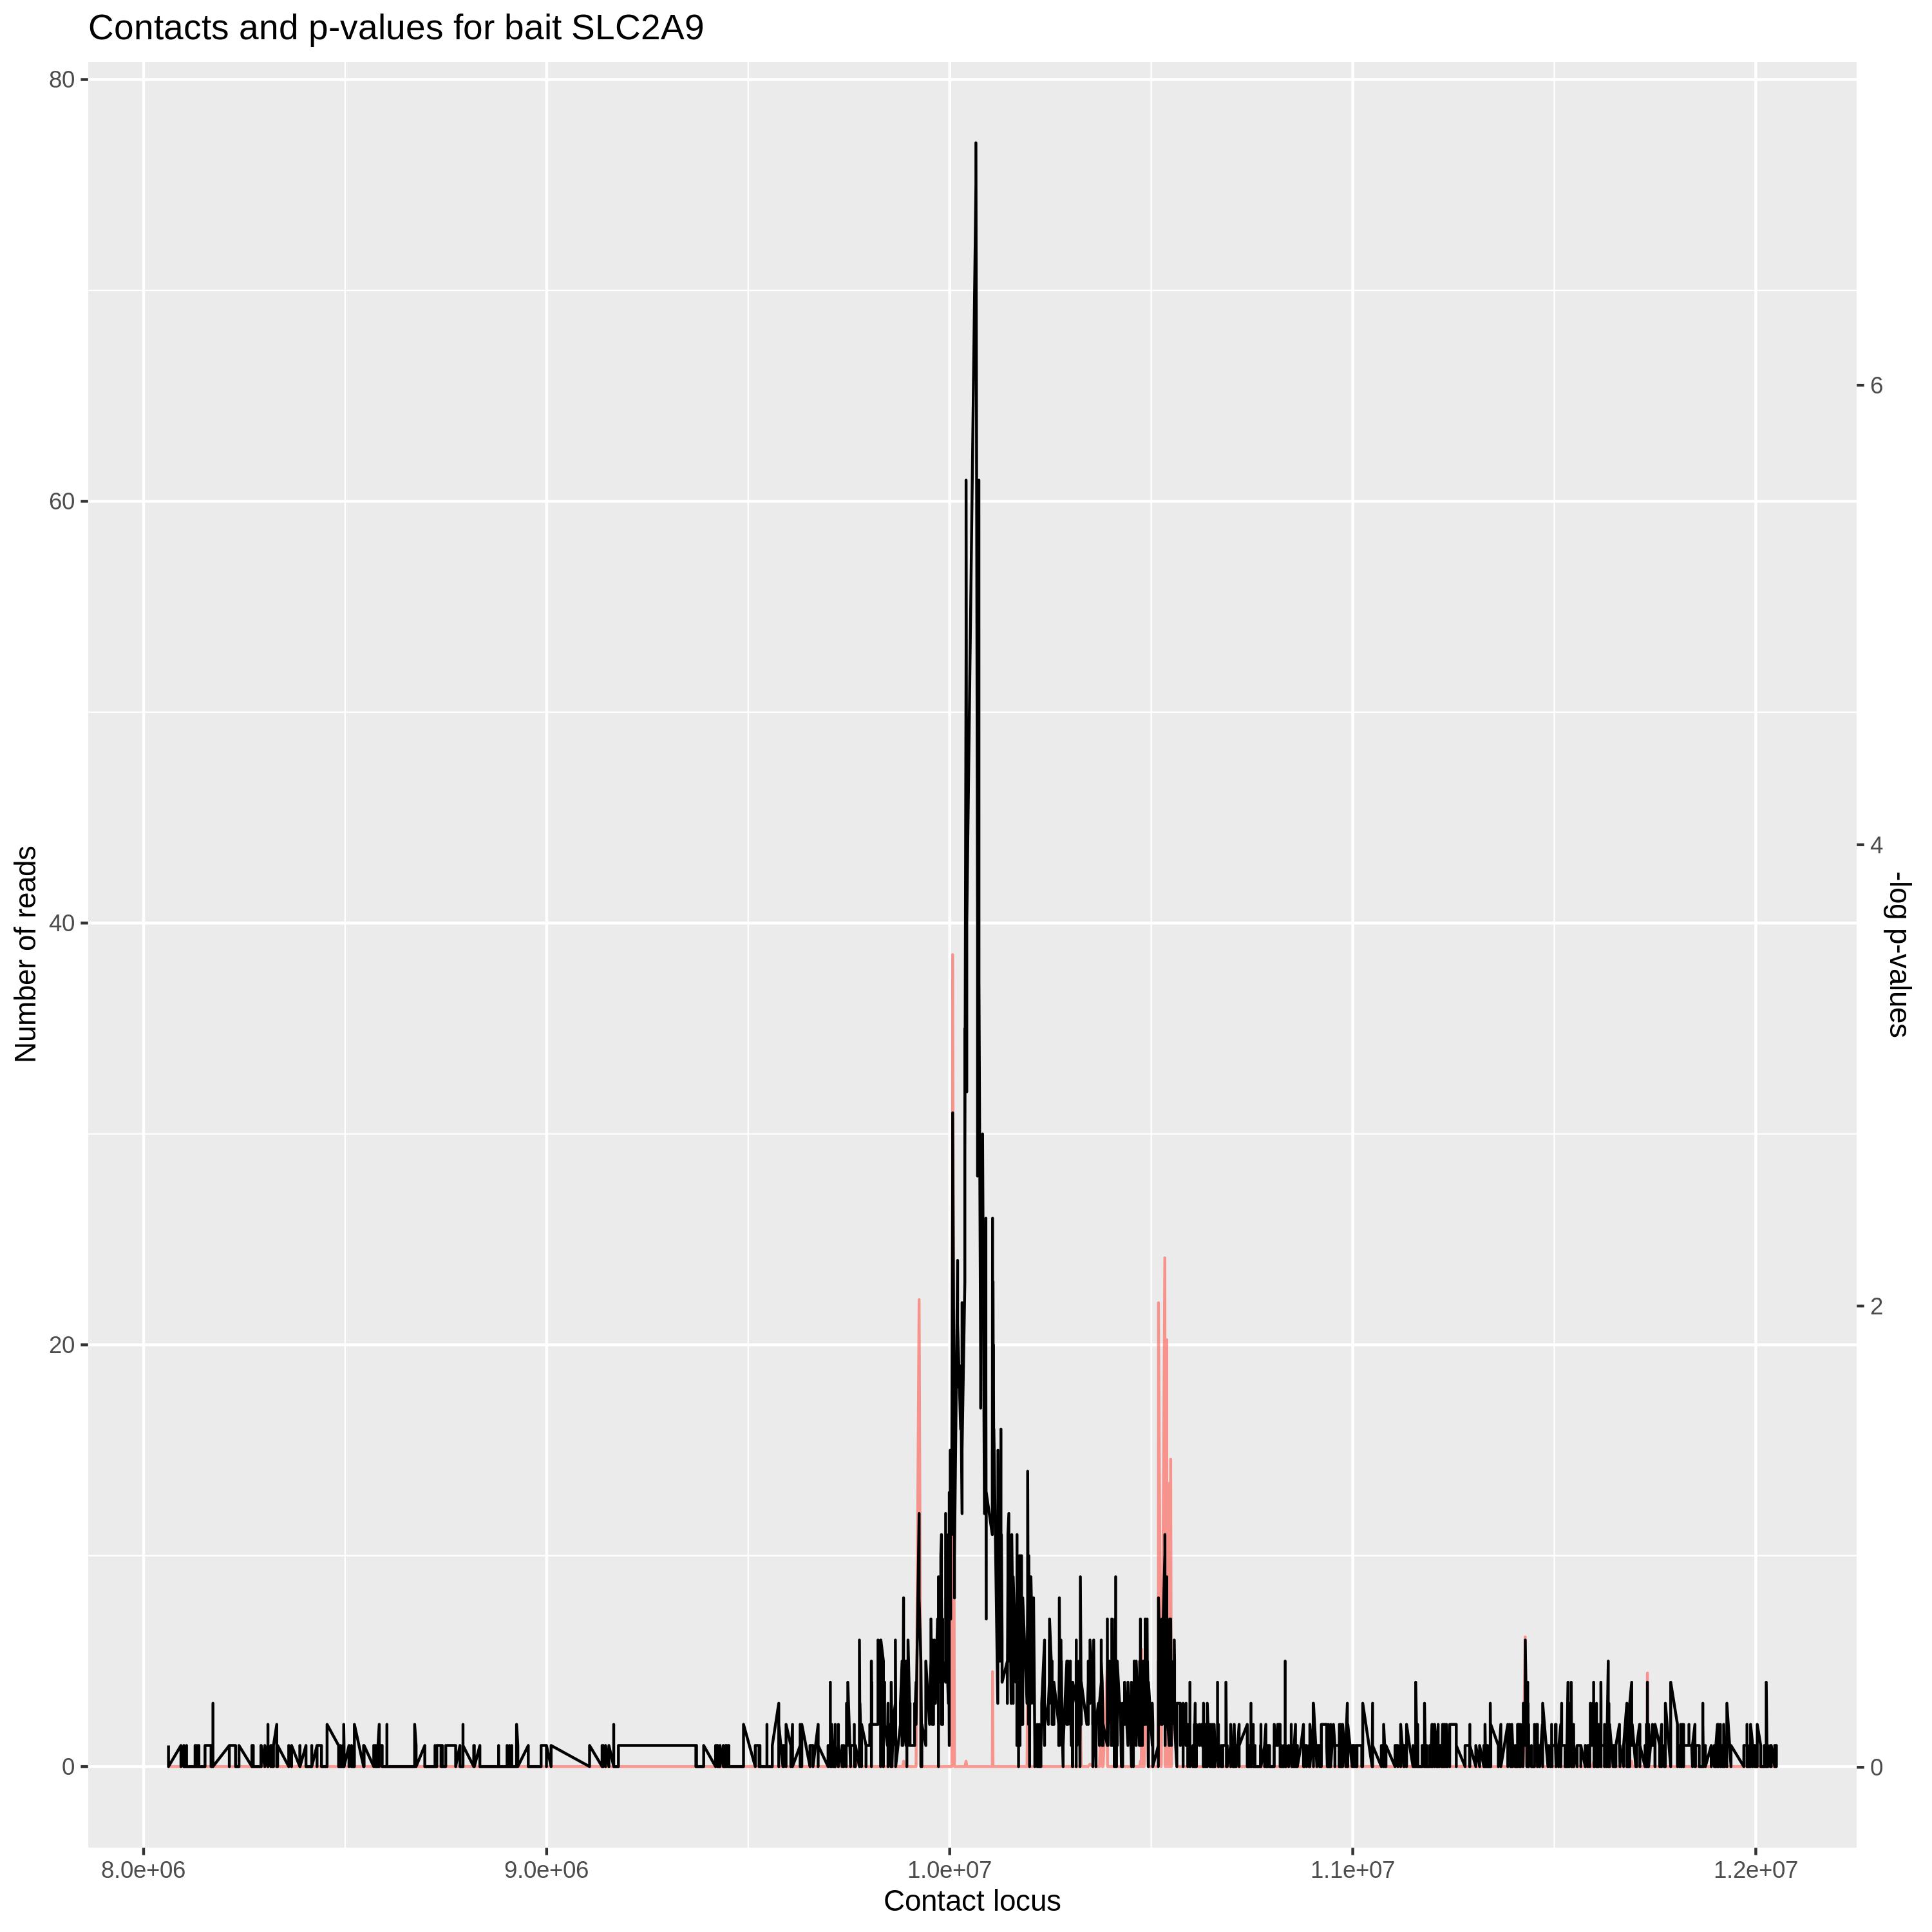 Contacts and p-values for bait SLC2A9
80
60
40
20
0
Number of reads
6
4
2
0
-log p-values
8.0e+06 9.0e+06 1.0e+07 1.1e+07 1.2e+07
Contact locus